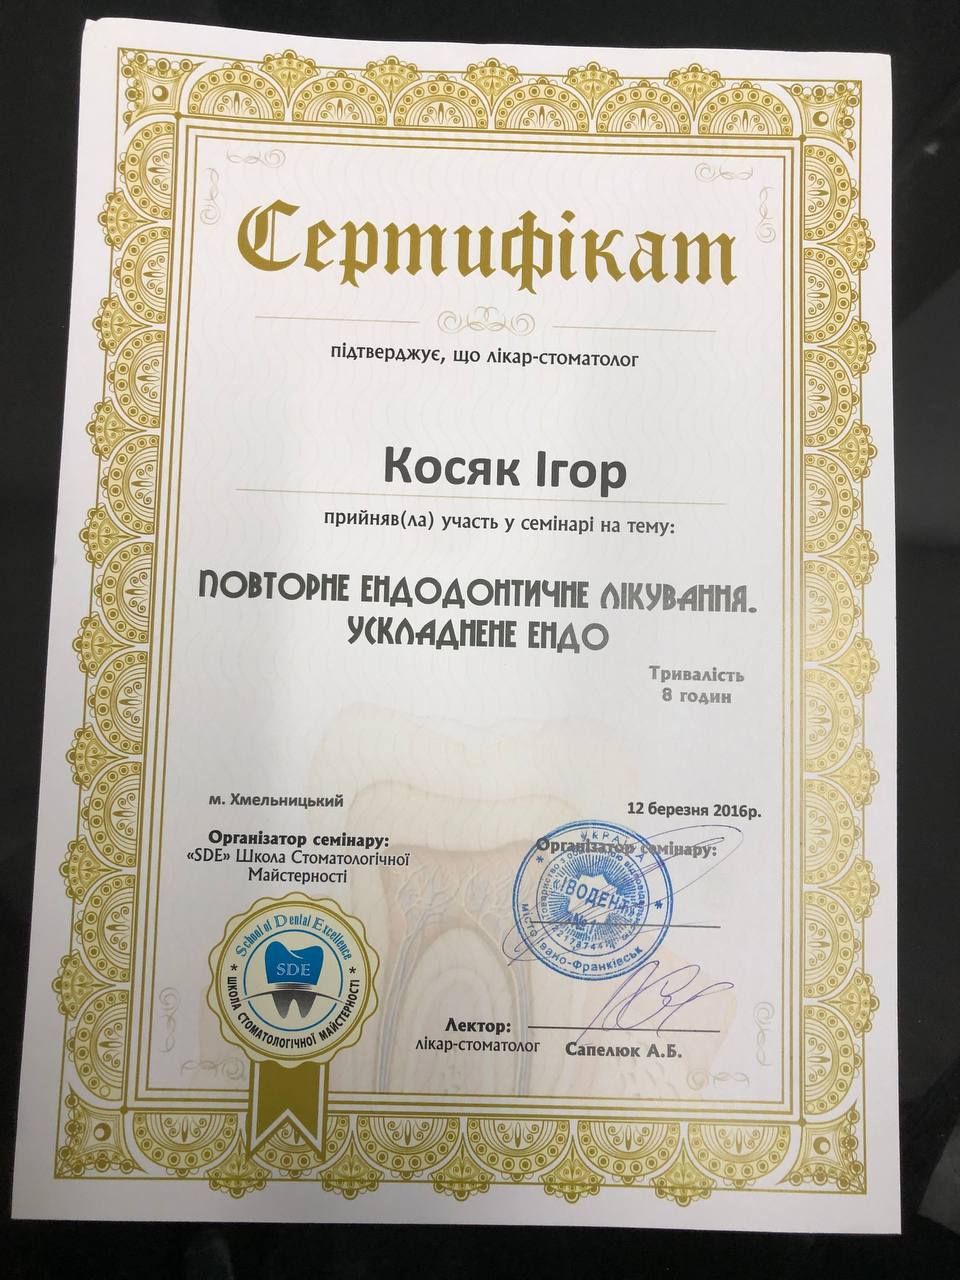 Сертифікат
підтверджує, що лікар-стоматолог
Косяк Ігор
прийняв(ла) участь у семінарі на тему:
ПОВТОРНЕ ЕНДОДОНТИЧНЕ ЛІКУВАННЯ.
УСКЛАДНЕНЕ ЕНДО
Тривалість
8 годин
м. Хмельницький
12 березня 2016р.
Організатор семінару:
«SDE» Школа Стоматологічної
Майстерності
Організатор семінару:
УКРАЇНА
місто Івано-Франківськ
School of Dental Excellence
SDE
* ШКОЛА СТОМАТОЛОГІЧНОЇ МАЙСТЕРНОСТІ *
Лектор:
лікар-стоматолог
Сапелюк А.Б.